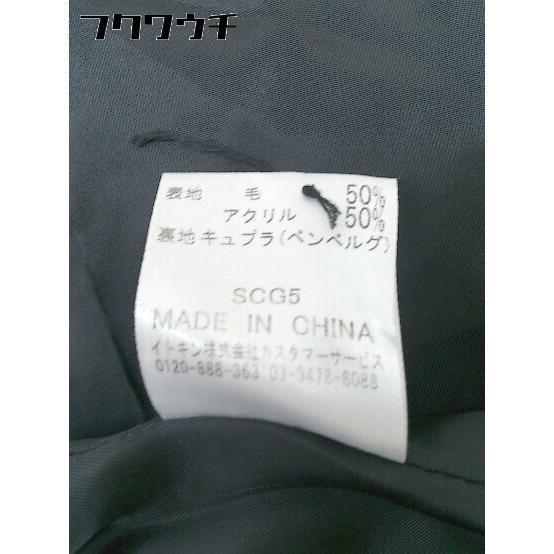 フクワウチ
表地 毛 50%
アクリル 50%
裏地 キュプラ(ベンベルグ)
SCG5
MADE IN CHINA
イトキン株式会社カスタマーサービス
0120-888-363 03-3478-8088